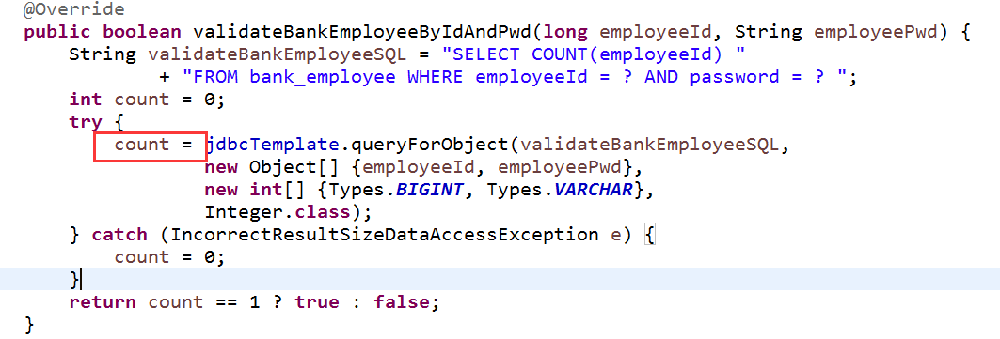 @Override
public boolean validateBankEmployeeByIdAndPwd(long employeeId, String employeePwd) {
String validateBankEmployeeSQL = "SELECT COUNT(employeeId) "
+ "FROM bank_employee WHERE employeeId = ? AND password = ? ";
int count = 0;
try {
count = jdbcTemplate.queryForObject(validateBankEmployeeSQL,
new Object[] {employeeId, employeePwd},
new int[] {Types.BIGINT, Types.VARCHAR},
Integer.class);
} catch (IncorrectResultSizeDataAccessException e) {
count = 0;
}
return count == 1 ? true : false;
}